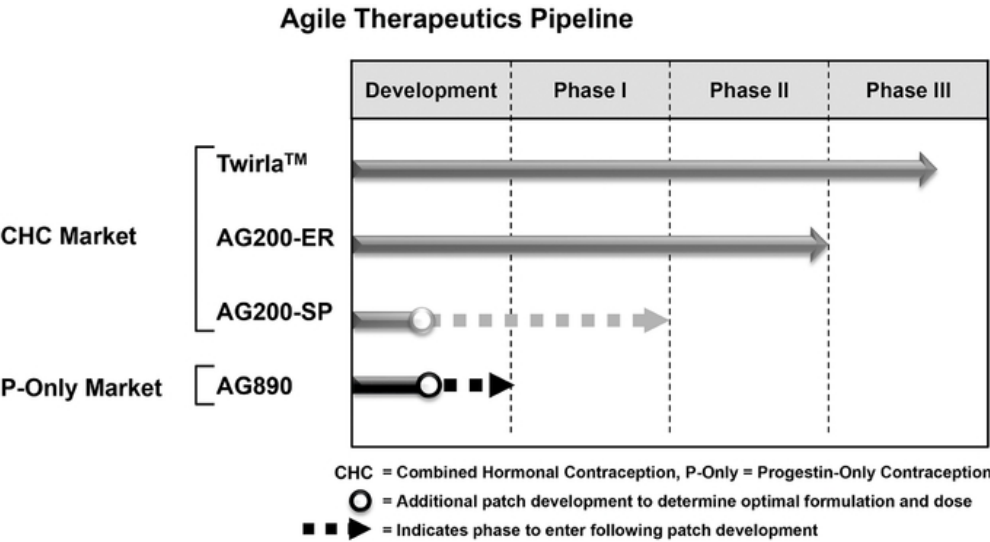 Agile Therapeutics Pipeline
Development Phase I Phase II Phase III
Twirla™
CHC Market
AG200-ER
AG200-SP
P-Only Market
AG890
CHC = Combined Hormonal Contraception, P-Only = Progestin-Only Contraception
= Additional patch development to determine optimal formulation and dose
= Indicates phase to enter following patch development